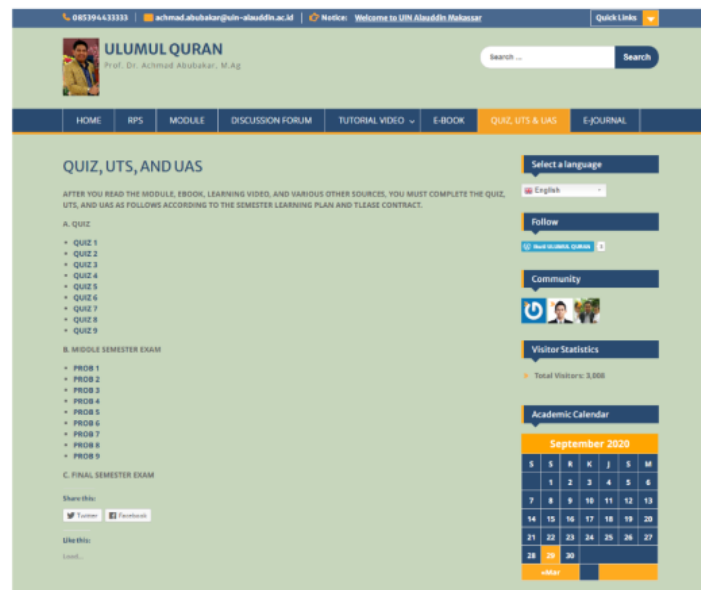 085394433333 achmad.abubakar@uin-alauddin.ac.id Notice: Welcome to UIN Alauddin Makassar Quick Links
ULUMUL QURAN
Prof. Dr. Achmad Abubakar, M.Ag
Search ... Search
HOME RPS MODULE DISCUSSION FORUM TUTORIAL VIDEO E-BOOK QUIZ, UTS & UAS E-JOURNAL
QUIZ, UTS, AND UAS
AFTER YOU READ THE MODULE, EBOOK, LEARNING VIDEO, AND VARIOUS OTHER SOURCES, YOU MUST COMPLETE THE QUIZ,
UTS, AND UAS AS FOLLOWS ACCORDING TO THE SEMESTER LEARNING PLAN AND TLEASE CONTRACT.
A. QUIZ
QUIZ 1
QUIZ 2
QUIZ 3
QUIZ 4
QUIZ 5
QUIZ 6
QUIZ 7
QUIZ 8
QUIZ 9
B. MIDDLE SEMESTER EXAM
PROB 1
PROB 2
PROB 3
PROB 4
PROB 5
PROB 6
PROB 7
PROB 8
PROB 9
C. FINAL SEMESTER EXAM
Share this:
Twitter Facebook
Like this:
Load...
Select a language
English
Follow
ULUMUL QURAN
Community
Visitor Statistics
Total Visitors: 3,008
Academic Calendar
September 2020
S S R K J S M
1 2 3 4 5 6
7 8 9 10 11 12 13
14 15 16 17 18 19 20
21 22 23 24 25 26 27
28 29 30
«Mar